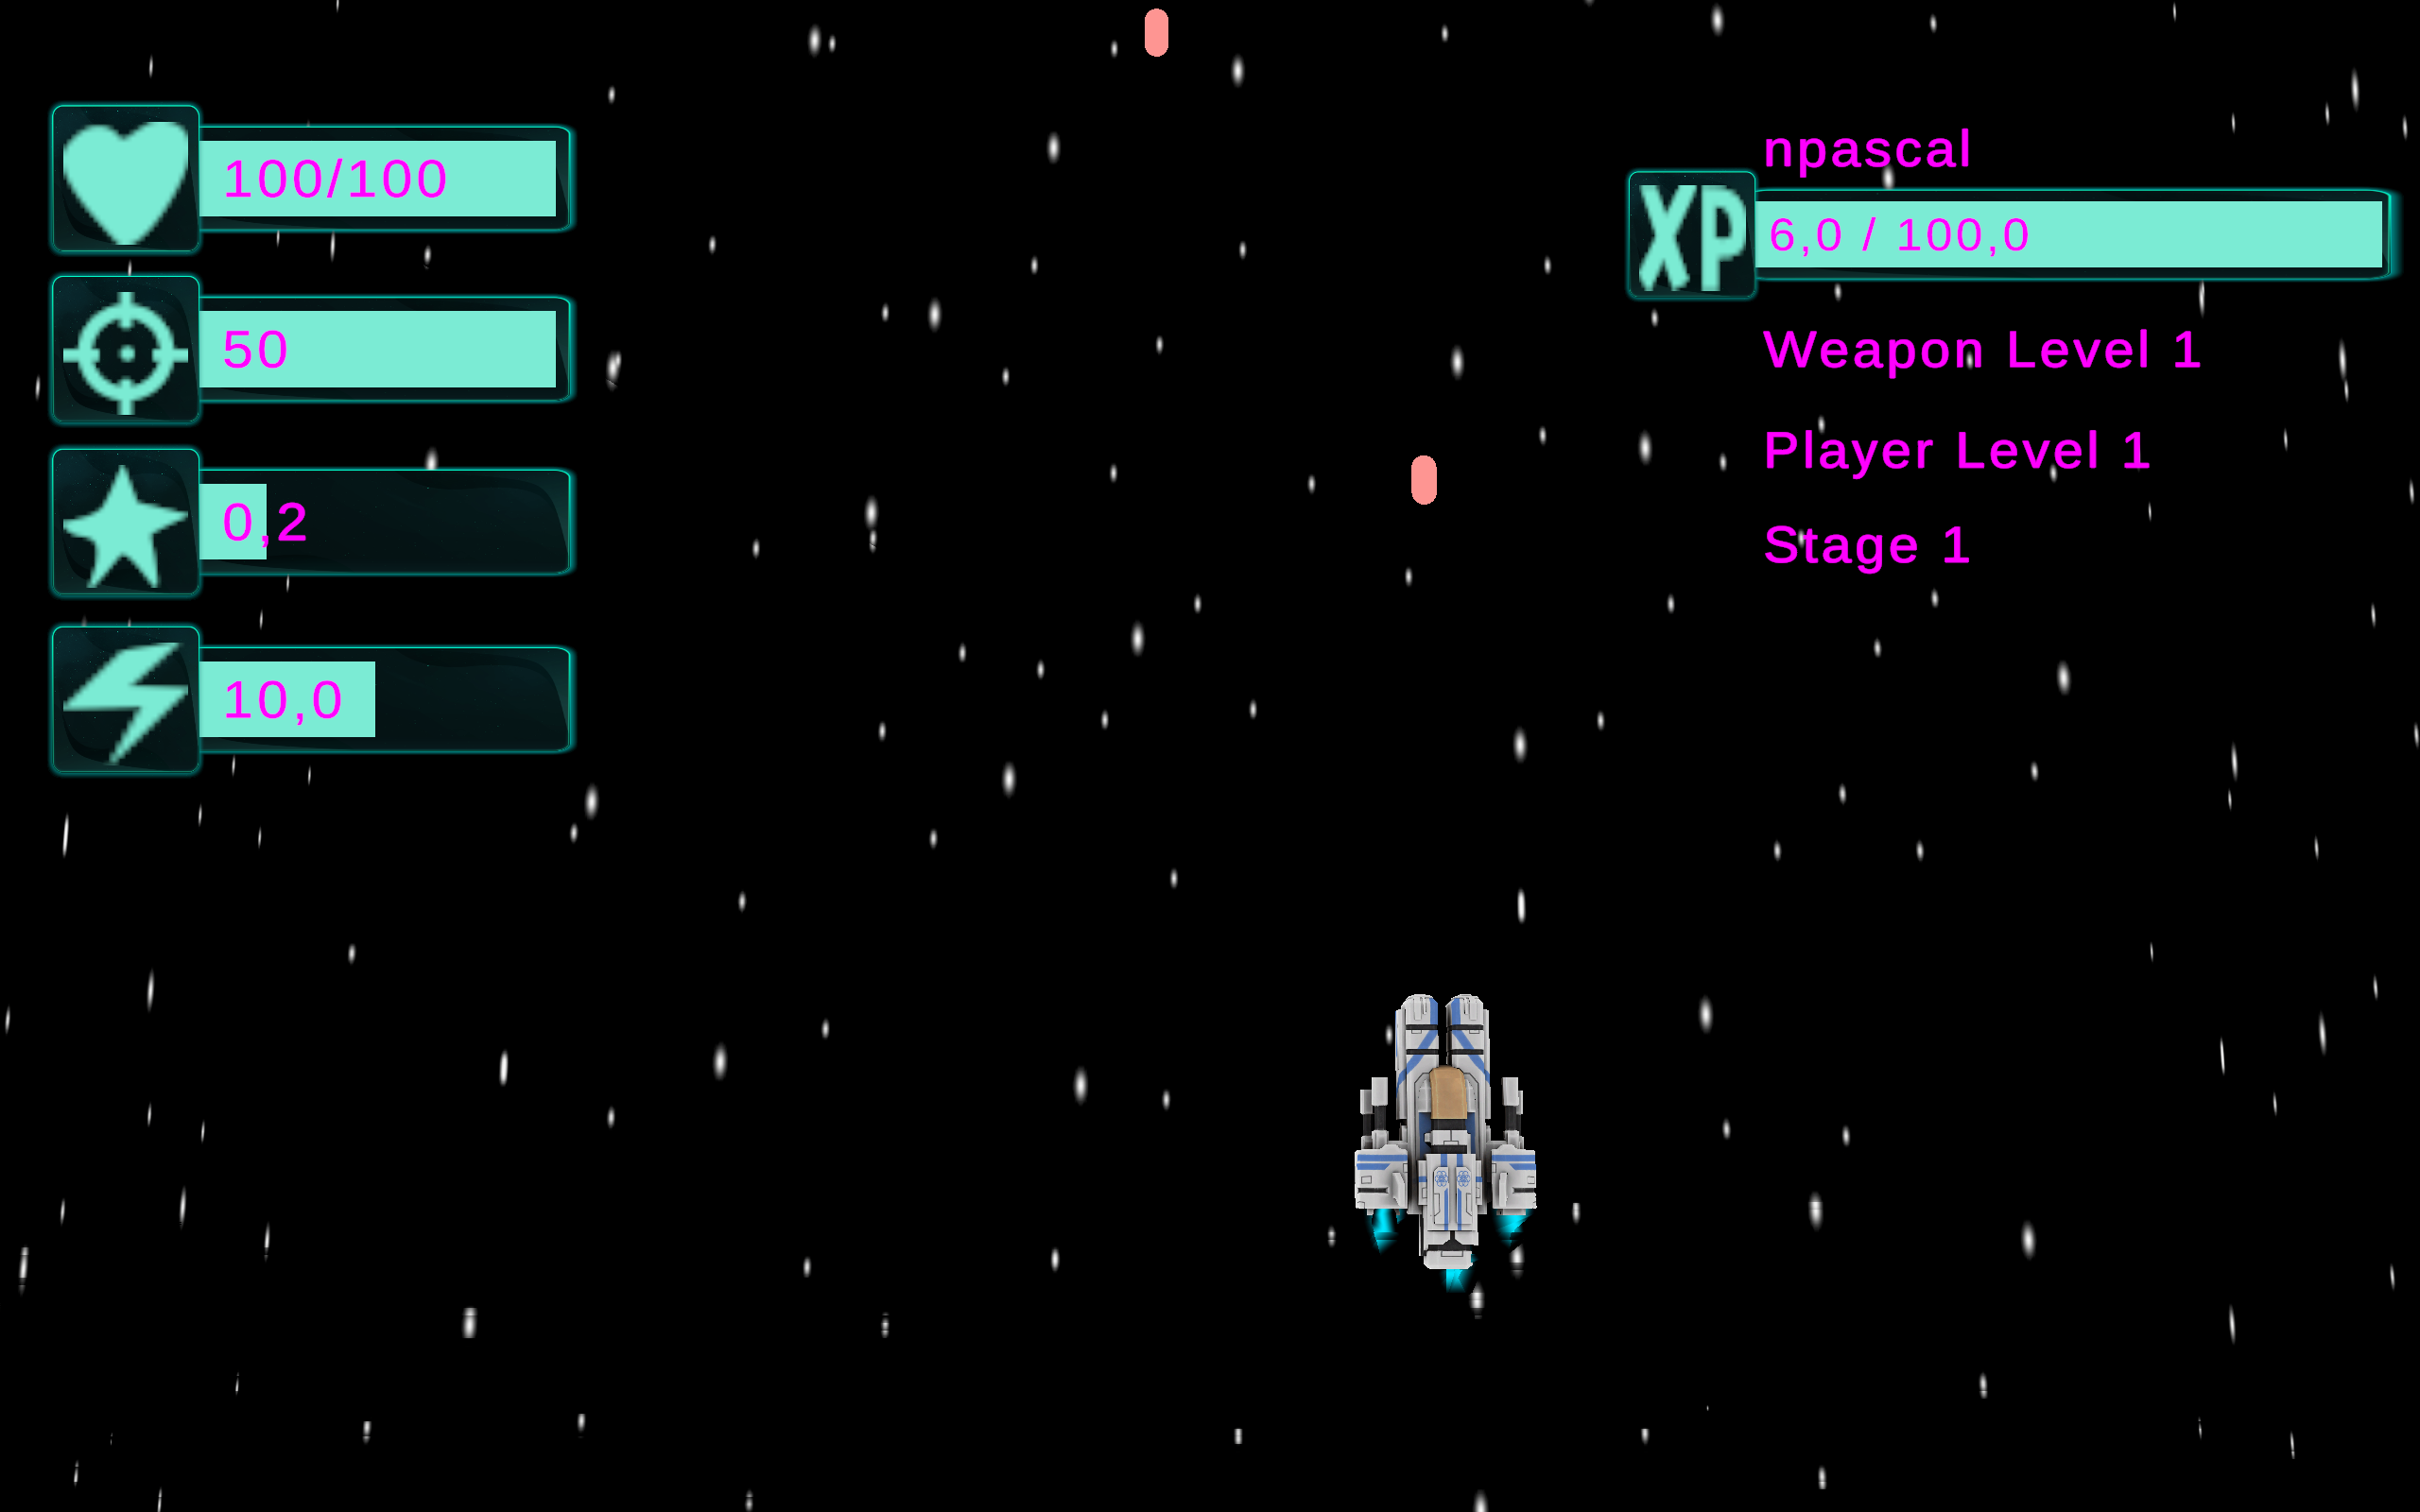 100/100
50
0,2
10,0
npascal
XP
6,0 / 100,0
Weapon Level 1
Player Level 1
Stage 1